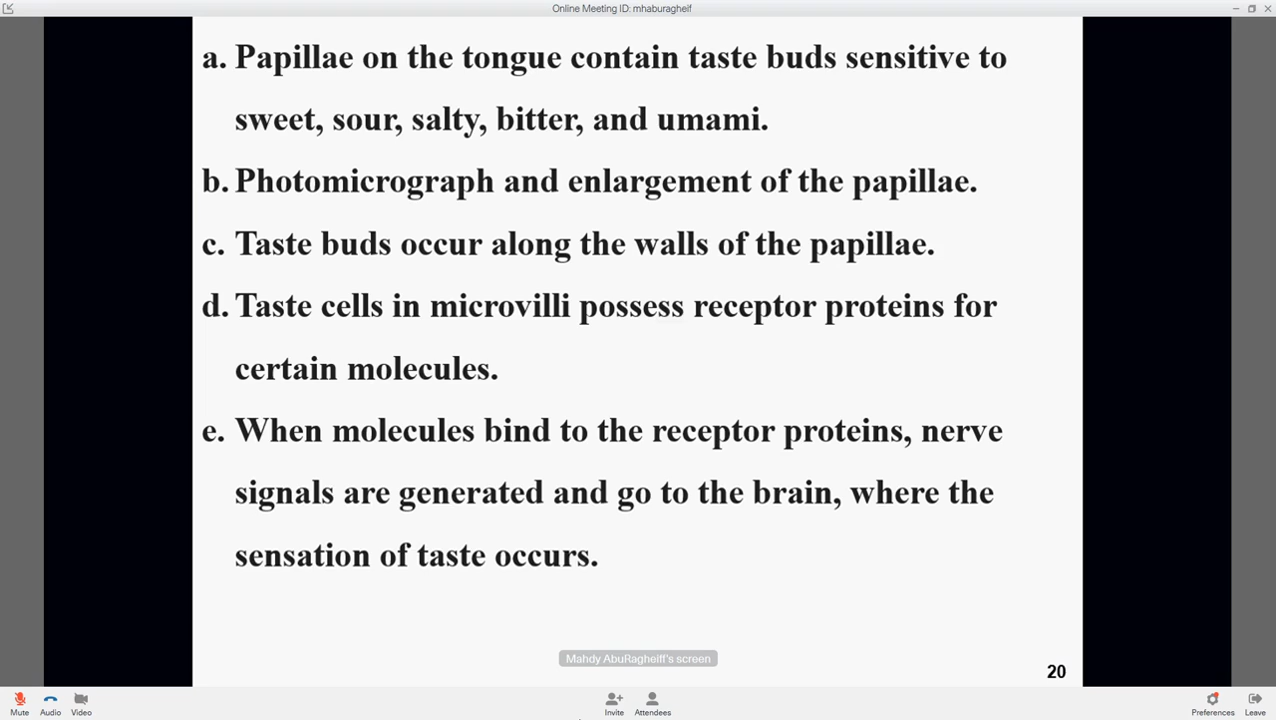 Online Meeting ID: mhaburagheif
a. Papillae on the tongue contain taste buds sensitive to
sweet, sour, salty, bitter, and umami.
b. Photomicrograph and enlargement of the papillae.
c. Taste buds occur along the walls of the papillae.
d. Taste cells in microvilli possess receptor proteins for
certain molecules.
e. When molecules bind to the receptor proteins, nerve
signals are generated and go to the brain, where the
sensation of taste occurs.
Mahdy AbuRagheiff's screen
20
Mute Audio Video Invite Attendees Preferences Leave